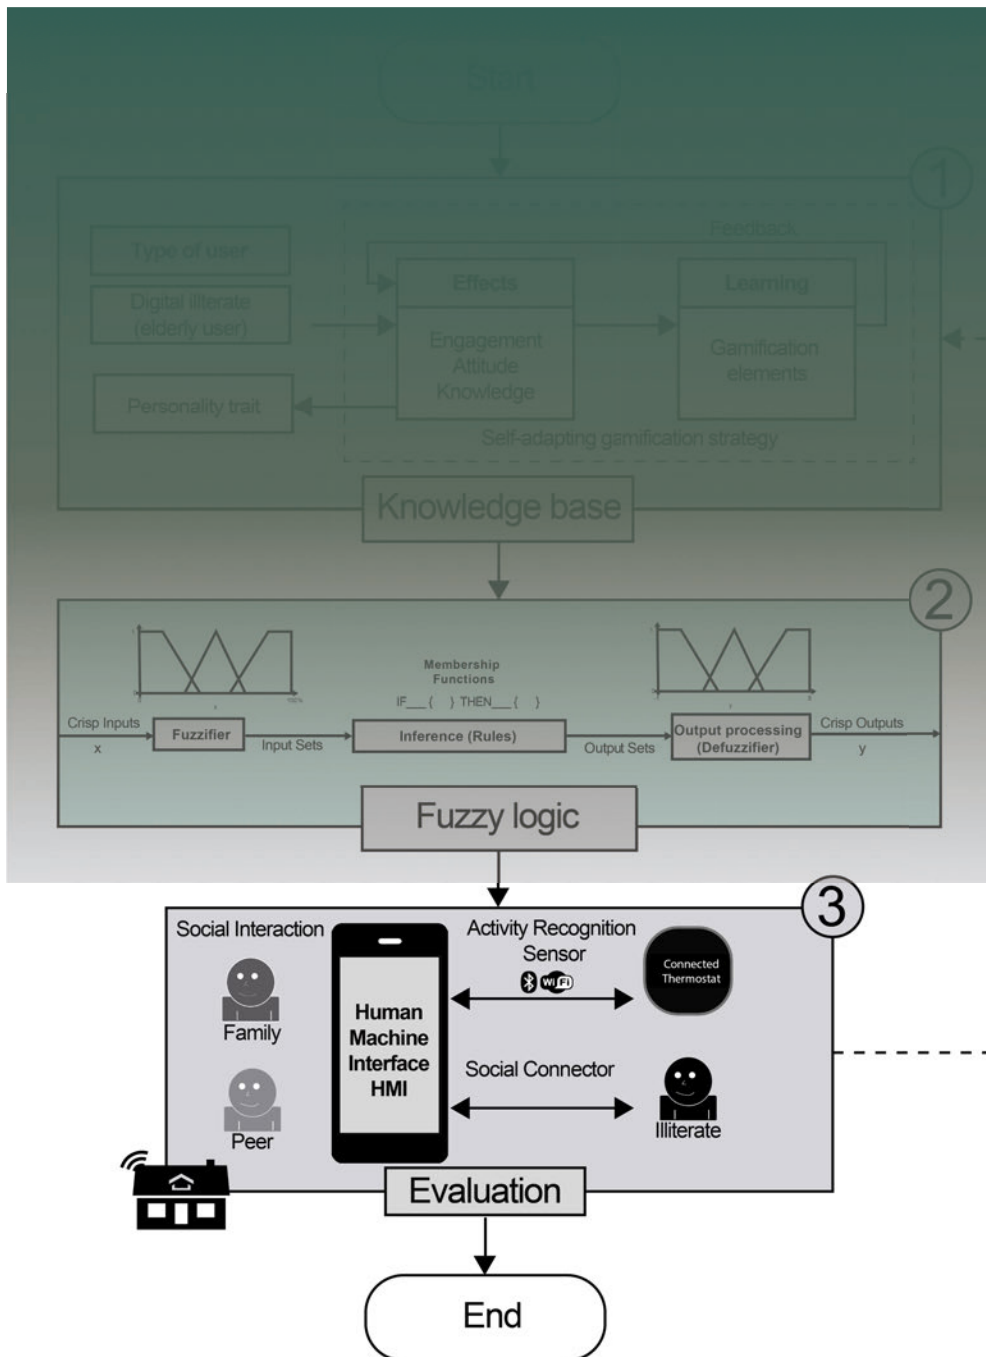 Start
1
Feedback
Type of user
Digital illiterate
(elderly user)
Personality trait
Effects
Engagement
Attitude
Knowledge
Learning
Gamification
elements
Self-adapting gamification strategy
Knowledge base
2
Membership
Functions
IF___{ } THEN___{ }
Crisp Inputs
x
Fuzzifier
Input Sets
Inference (Rules)
Output Sets
Output processing
(Defuzzifier)
Crisp Outputs
y
Fuzzy logic
3
Social Interaction
Family
Peer
Human
Machine
Interface
HMI
Activity Recognition
Sensor
WiFi
Connected
Thermostat
Social Connector
Illiterate
Evaluation
End